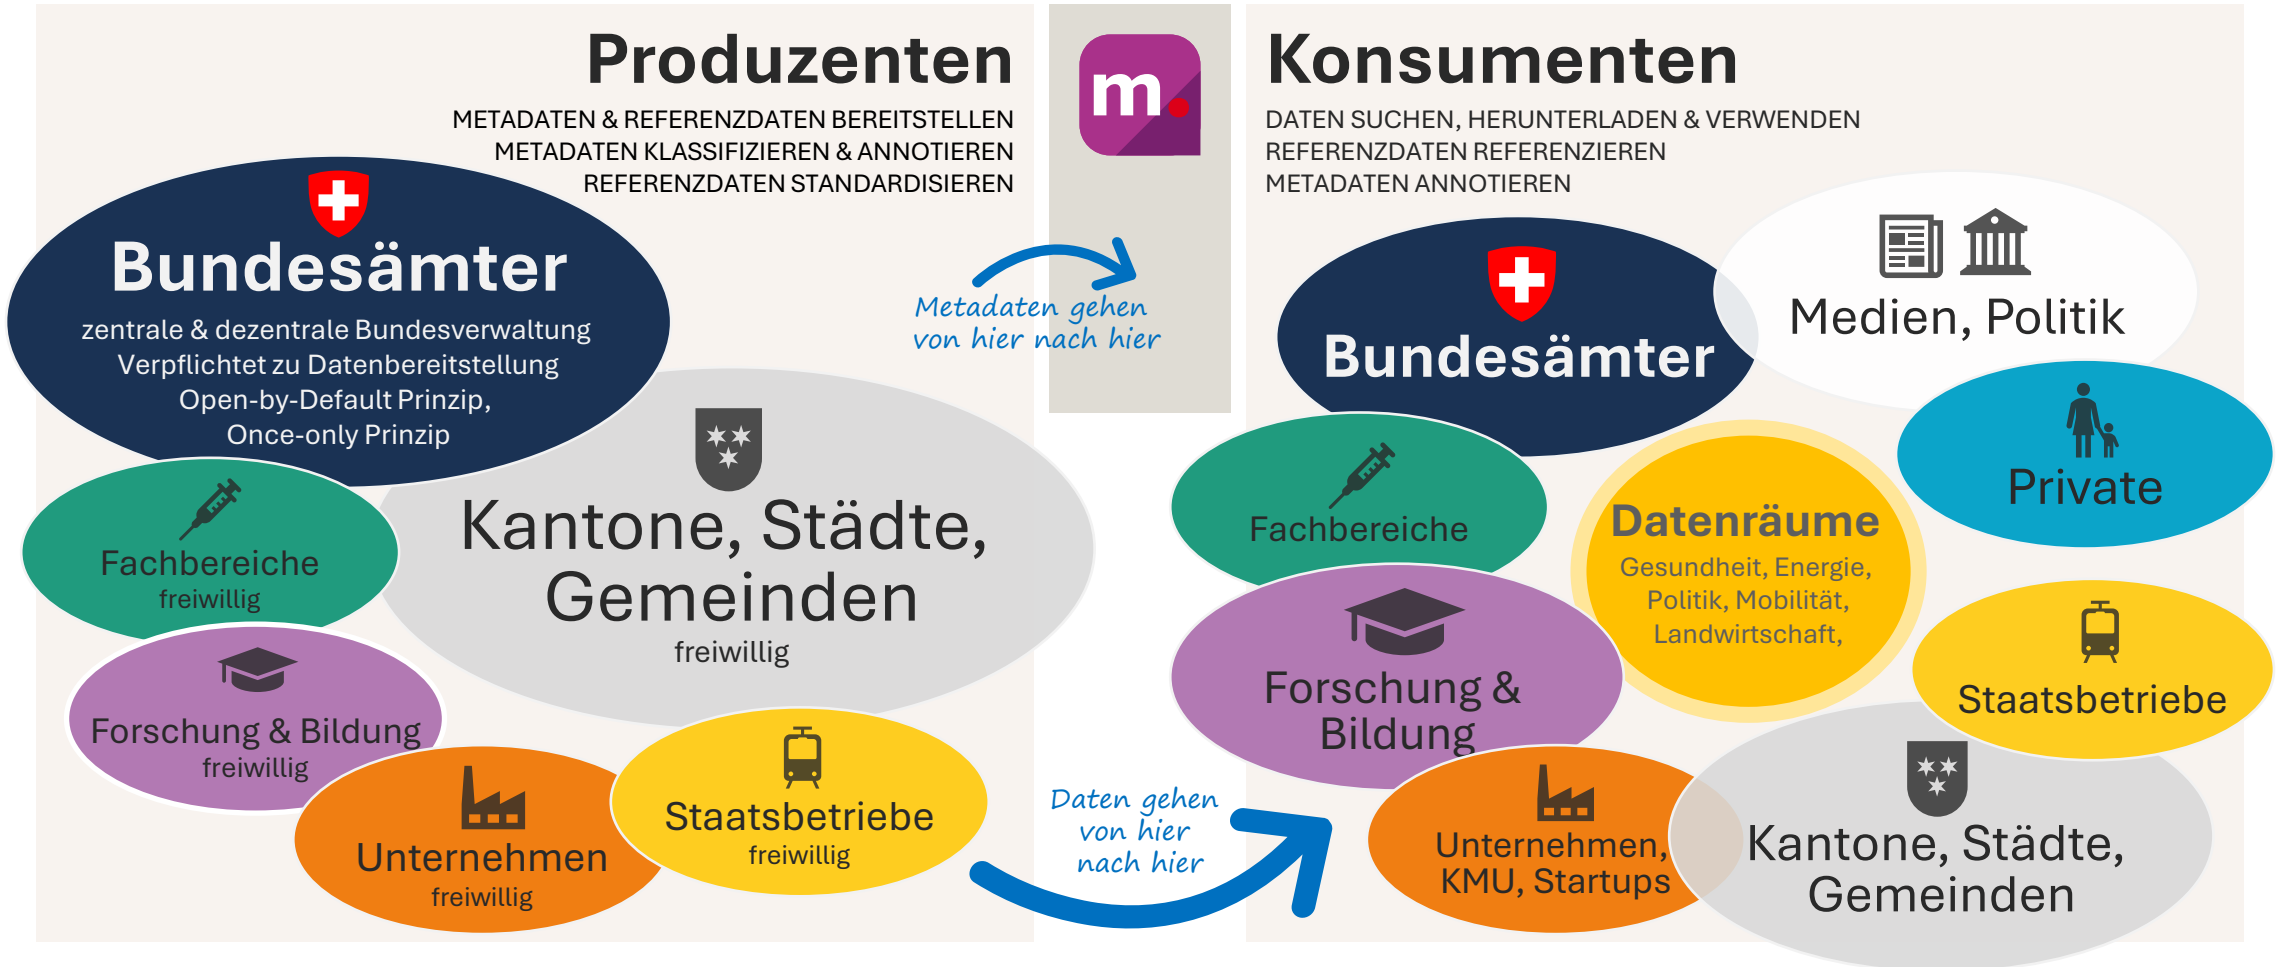 Produzenten
METADATEN & REFERENZDATEN BEREITSTELLEN
METADATEN KLASSIFIZIEREN & ANNOTIEREN
REFERENZDATEN STANDARDISIEREN
Bundesämter
zentrale & dezentrale Bundesverwaltung
Verpflichtet zu Datenbereitstellung
Open-by-Default Prinzip,
Once-only Prinzip
Kantone, Städte,
Gemeinden
freiwillig
Fachbereiche
freiwillig
Forschung & Bildung
freiwillig
Unternehmen
freiwillig
Staatsbetriebe
freiwillig
m.
Metadaten gehen
von hier nach hier
Daten gehen
von hier
nach hier
Konsumenten
DATEN SUCHEN, HERUNTERLADEN & VERWENDEN
REFERENZDATEN REFERENZIEREN
METADATEN ANNOTIEREN
Bundesämter
Medien, Politik
Private
Fachbereiche
Datenräume
Gesundheit, Energie,
Politik, Mobilität,
Landwirtschaft,
Forschung &
Bildung
Staatsbetriebe
Unternehmen,
KMU, Startups
Kantone, Städte,
Gemeinden